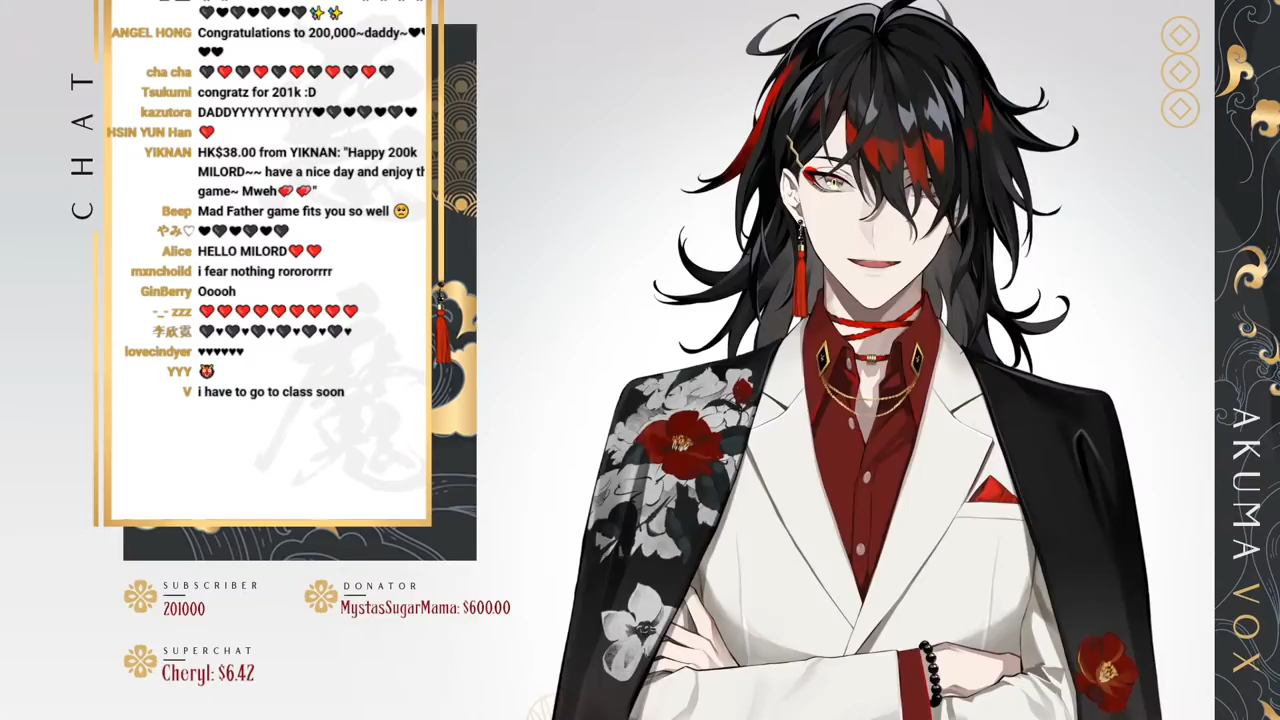 CHAT
ANGEL HONG Congratulations to 200,000~daddy~
cha cha
Tsukumi congratz for 201k :D
kazutora DADDYYYYYYYYYY
HSIN YUN Han
YIKNAN HK$38.00 from YIKNAN: "Happy 200k
MILORD~~ have a nice day and enjoy th
game~ Mweh"
Beep Mad Father game fits you so well
やみ♡
Alice HELLO MILORD
mxnchoild i fear nothing rorororrrr
GinBerry Ooooh
-_- zzz
李欣霓
lovecindyer ♥♥♥♥♥♥
YYY
V i have to go to class soon
魔
SUBSCRIBER
201000
DONATOR
MystasSugarMama: $600.00
SUPERCHAT
Cheryl: $6.42
AKUMA VOX